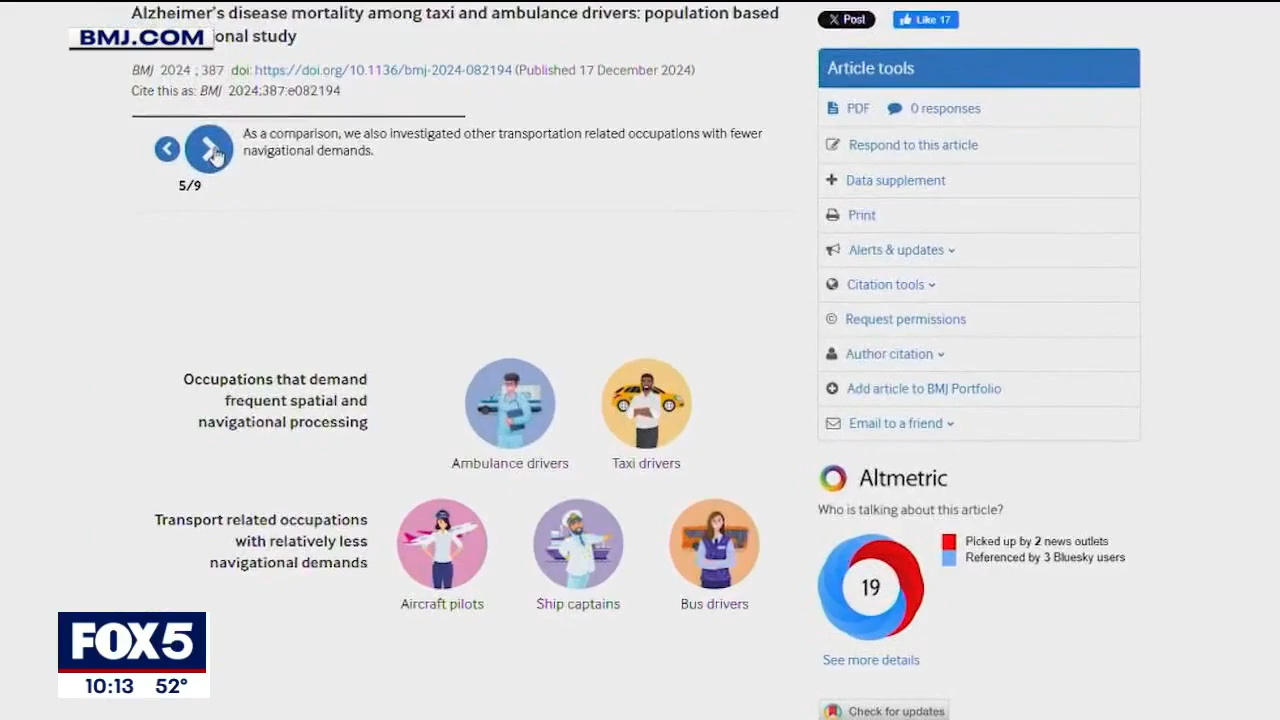 Alzheimer's disease mortality among taxi and ambulance drivers: population based
BMJ.COM
onal study
BMJ 2024 ; 387 doi: https://doi.org/10.1136/bmj-2024-082194 (Published 17 December 2024)
Cite this as: BMJ 2024;387:e082194
As a comparison, we also investigated other transportation related occupations with fewer
navigational demands.
5/9
Occupations that demand
frequent spatial and
navigational processing
Ambulance drivers
Taxi drivers
Transport related occupations
with relatively less
navigational demands
Aircraft pilots
Ship captains
Bus drivers
X Post
Like 17
Article tools
PDF
0 responses
Respond to this article
Data supplement
Print
Alerts & updates
Citation tools
© Request permissions
Author citation
Add article to BMJ Portfolio
Email to a friend
Altmetric
Who is talking about this article?
19
Picked up by 2 news outlets
Referenced by 3 Bluesky users
See more details
Check for updates
FOX5
10:13 52°